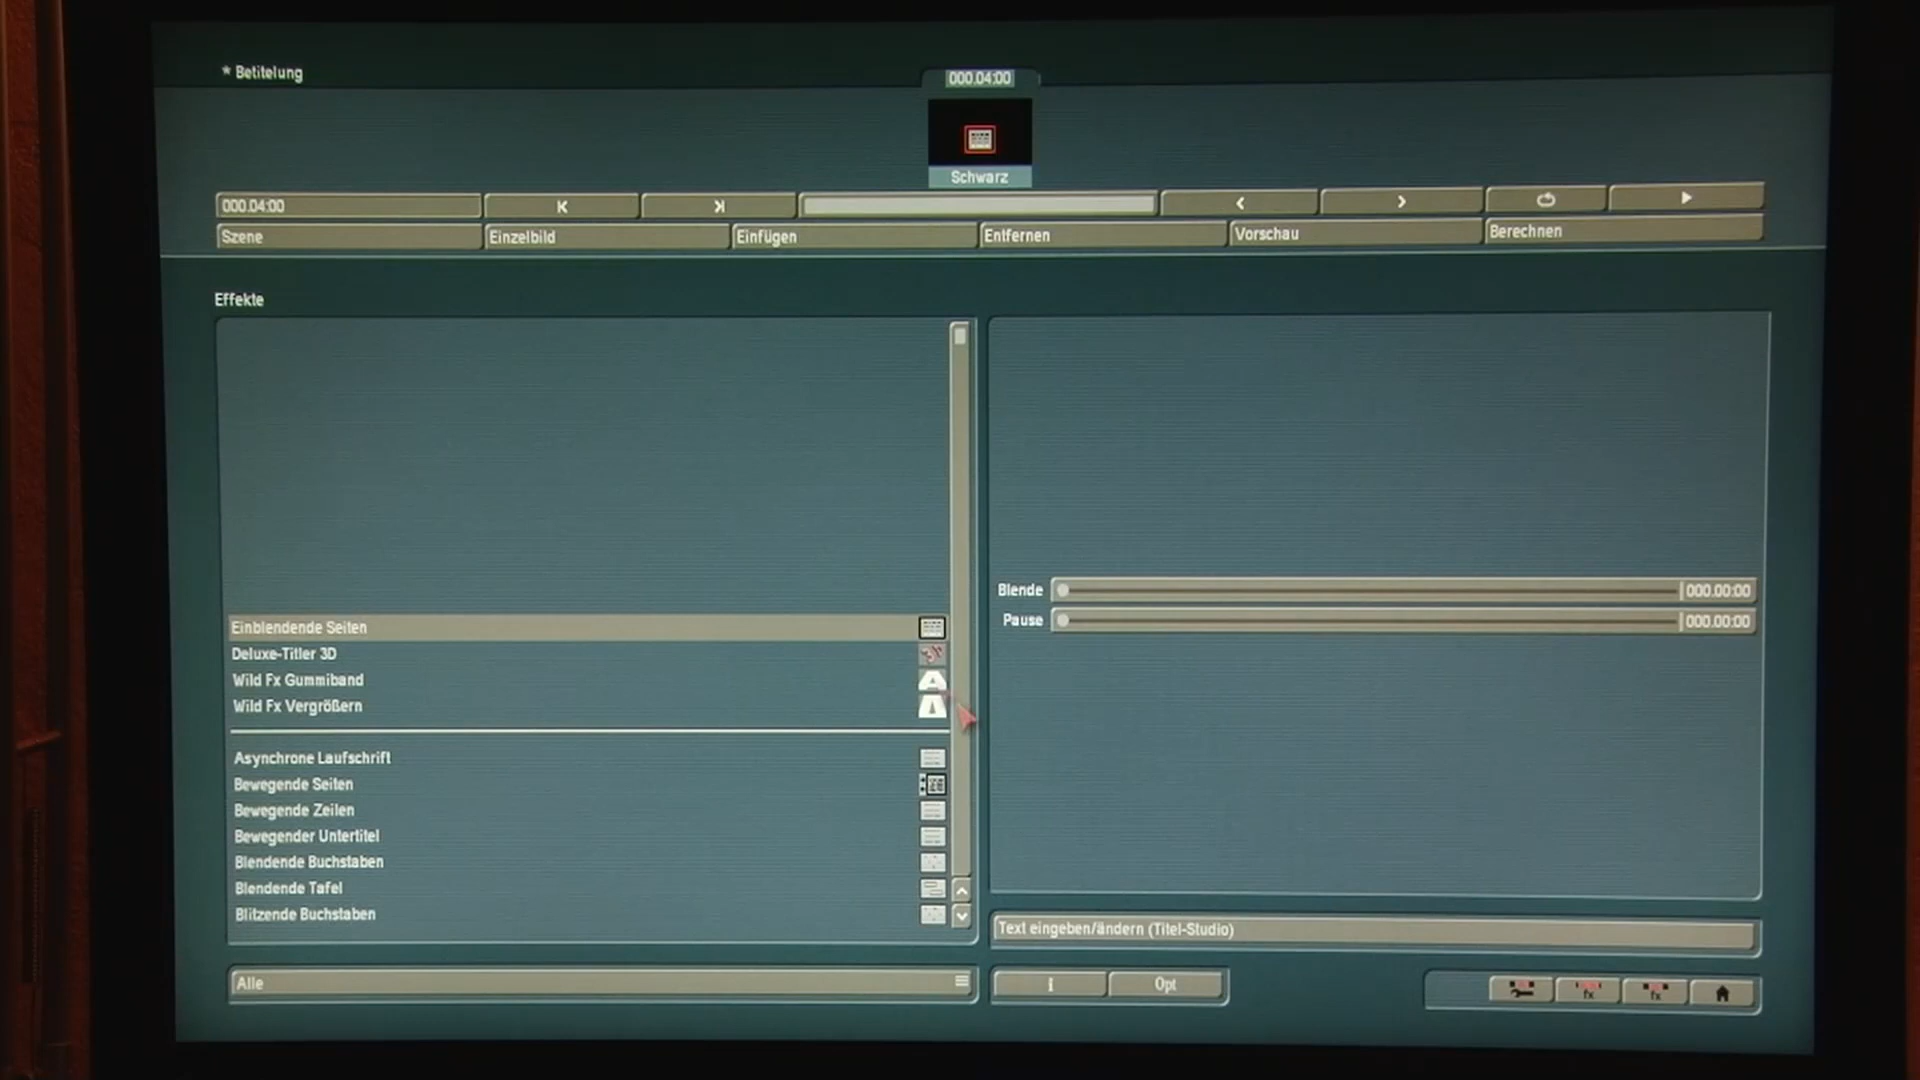 * Betitelung
000.04:00
Schwarz
000.04:00
Szene
Einzelbild
Einfügen
Entfernen
Vorschau
Berechnen
Effekte
Einblendende Seiten
Deluxe-Titler 3D
Wild Fx Gummiband
Wild Fx Vergrößern
Asynchrone Laufschrift
Bewegende Seiten
Bewegende Zeilen
Bewegender Untertitel
Blendende Buchstaben
Blendende Tafel
Blitzende Buchstaben
Alle
Blende 000.00:00
Pause 000.00:00
Text eingeben/ändern (Titel-Studio)
i
Opt
fx
fx